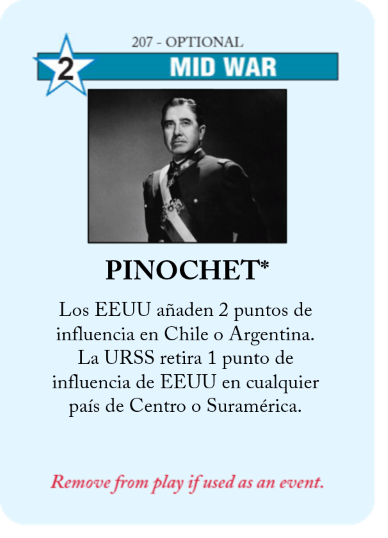 207 - OPTIONAL
2 MID WAR
PINOCHET*
Los EEUU añaden 2 puntos de
influencia en Chile o Argentina.
La URSS retira 1 punto de
influencia de EEUU en cualquier
país de Centro o Suramérica.
Remove from play if used as an event.